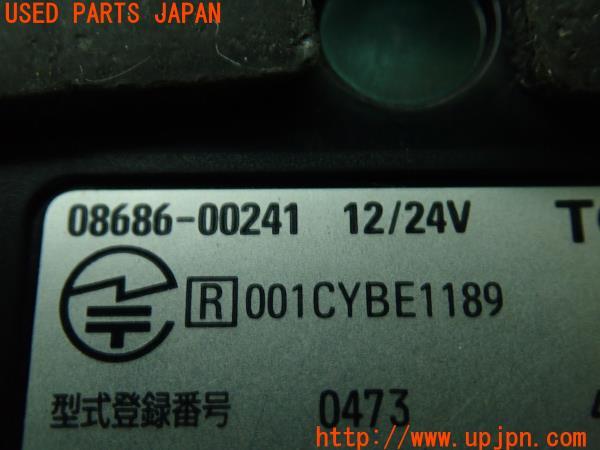 USED PARTS JAPAN
08686-00241 12/24V
R 001CYBE1189
型式登録番号 0473
http://www.upjpn.com